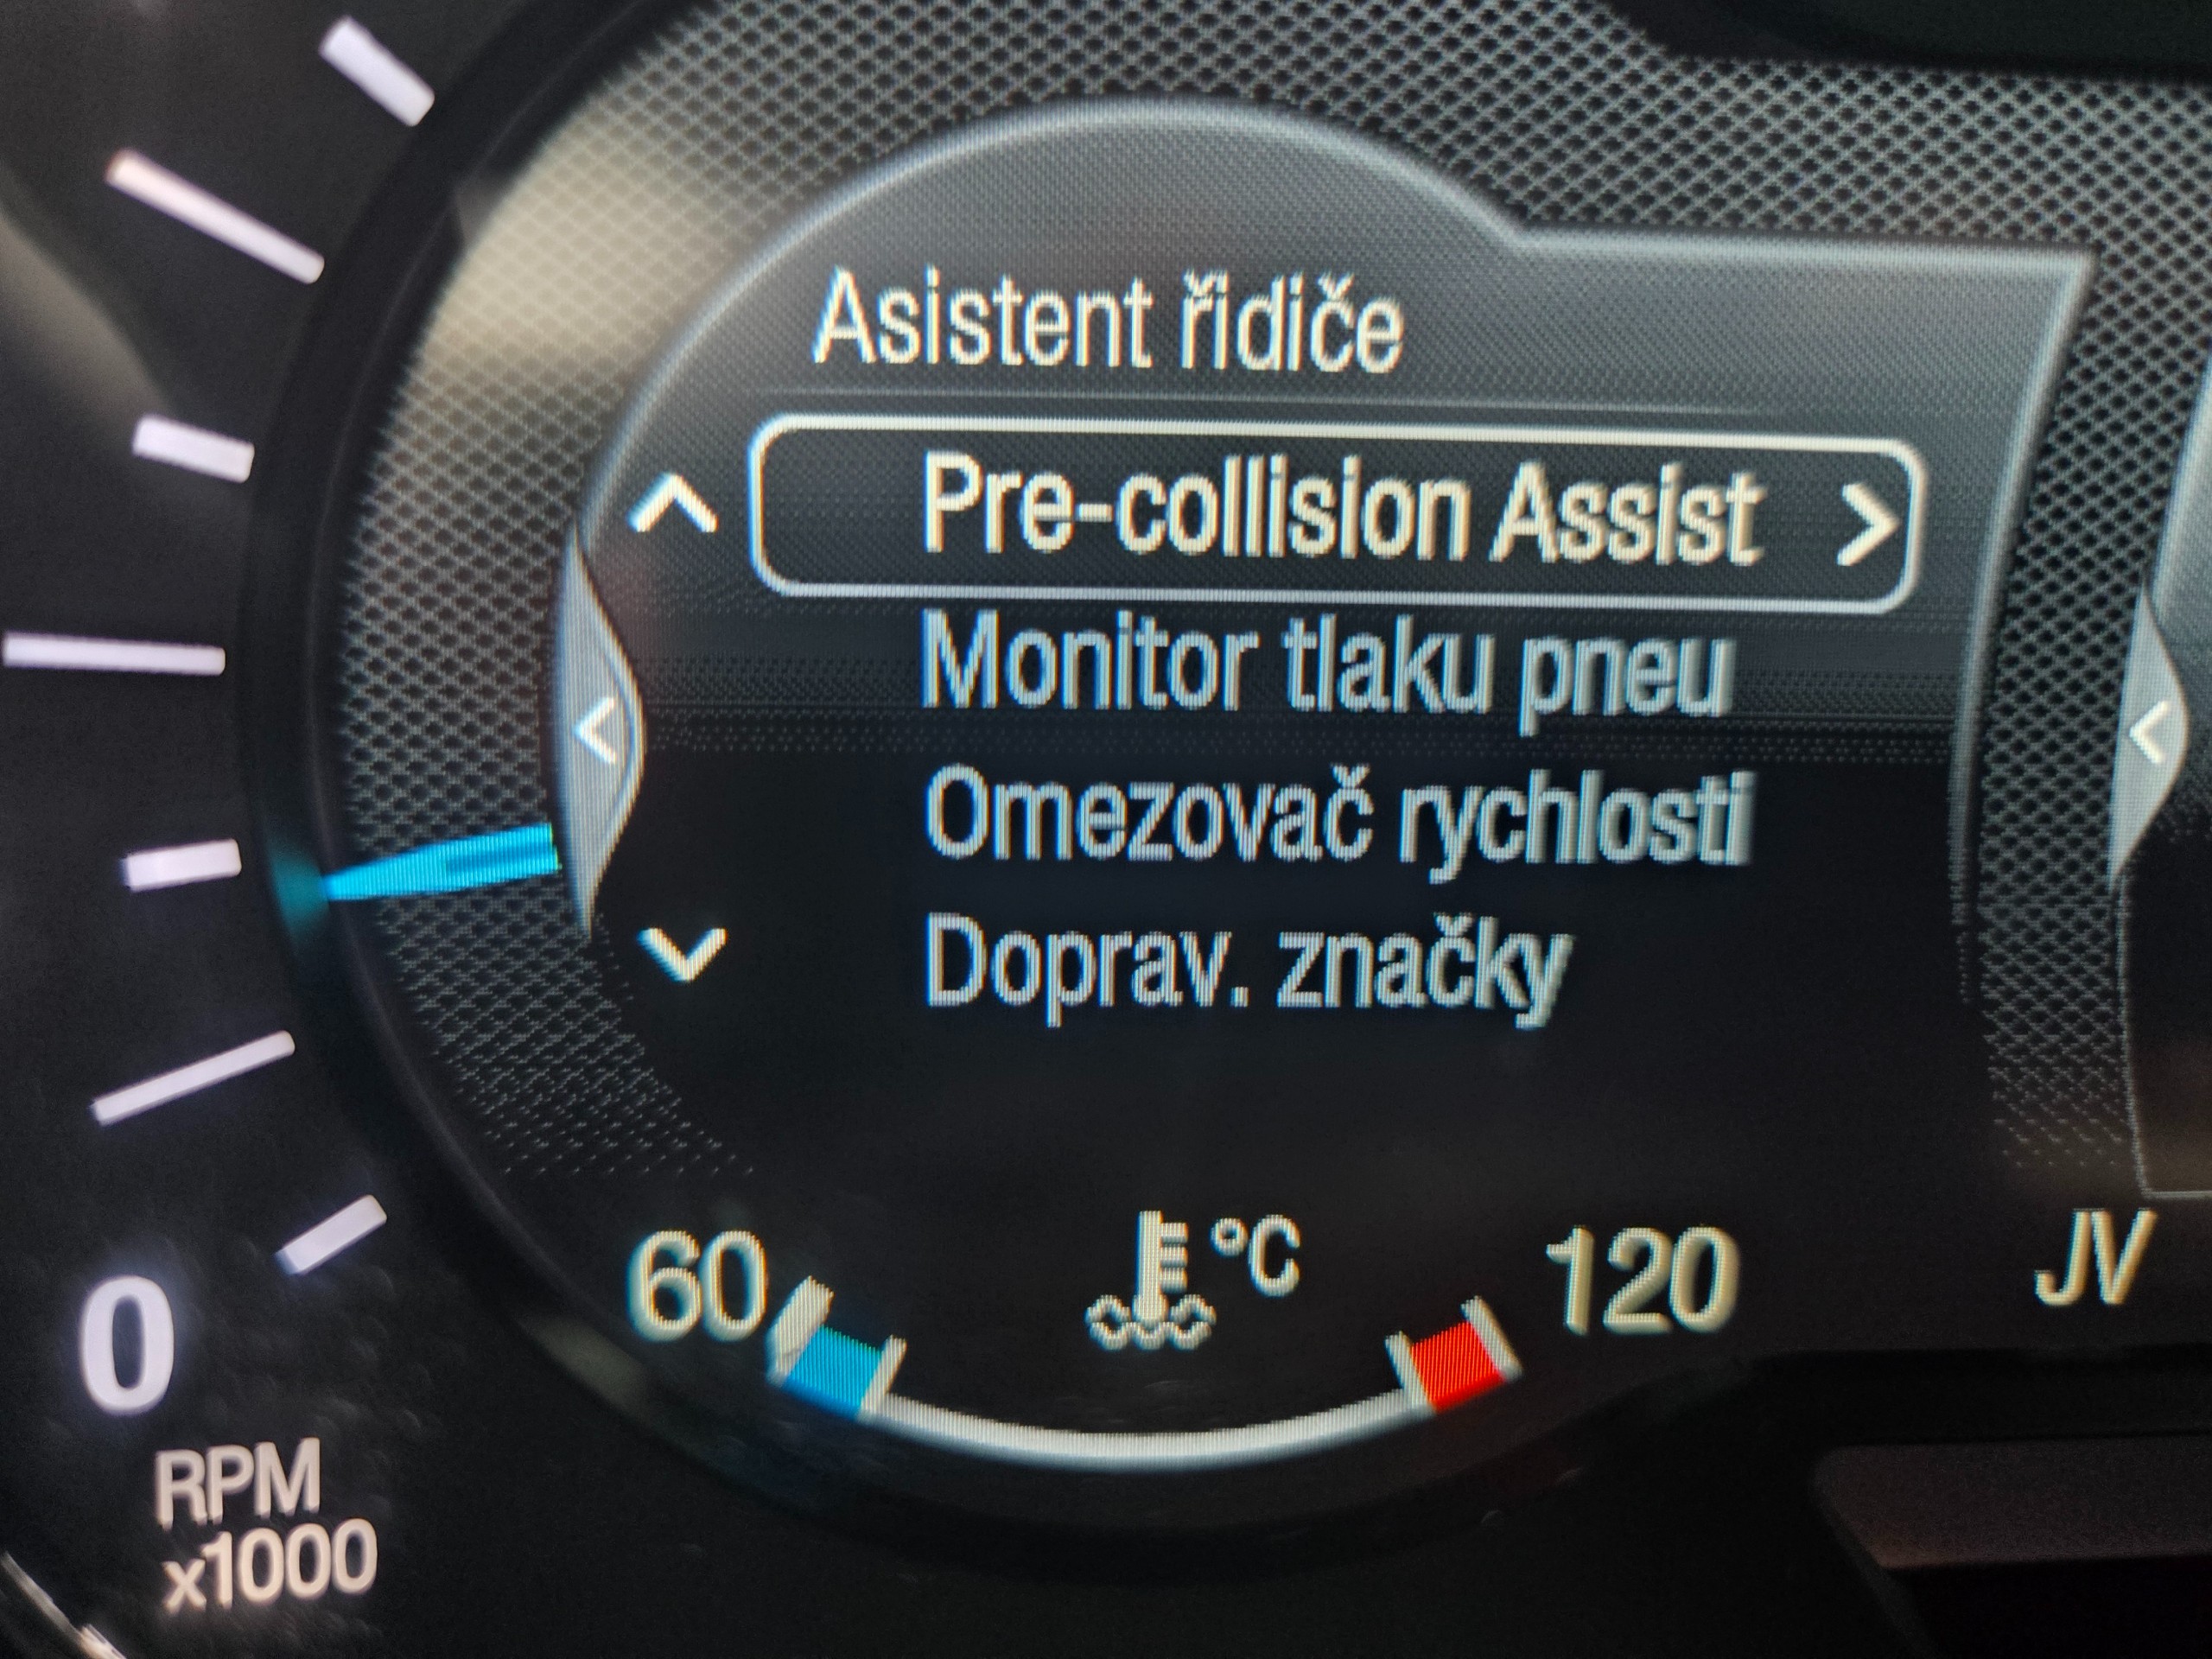 Asistent řidiče
Pre-collision Assist
Monitor tlaku pneu
Omezovač rychlosti
Doprav. značky
60 °C 120
JV
0
RPM
x1000